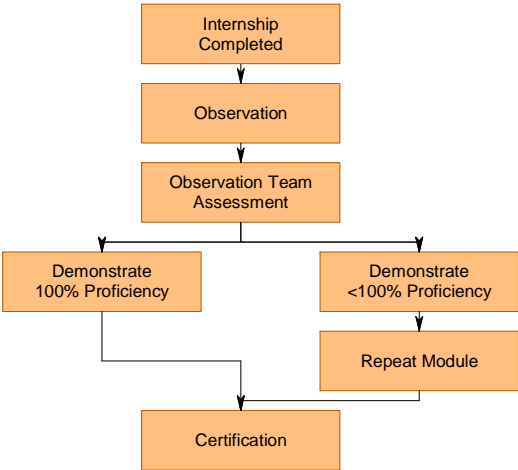 Internship
Completed
Observation
Observation Team
Assessment
Demonstrate
100% Proficiency
Demonstrate
<100% Proficiency
Repeat Module
Certification